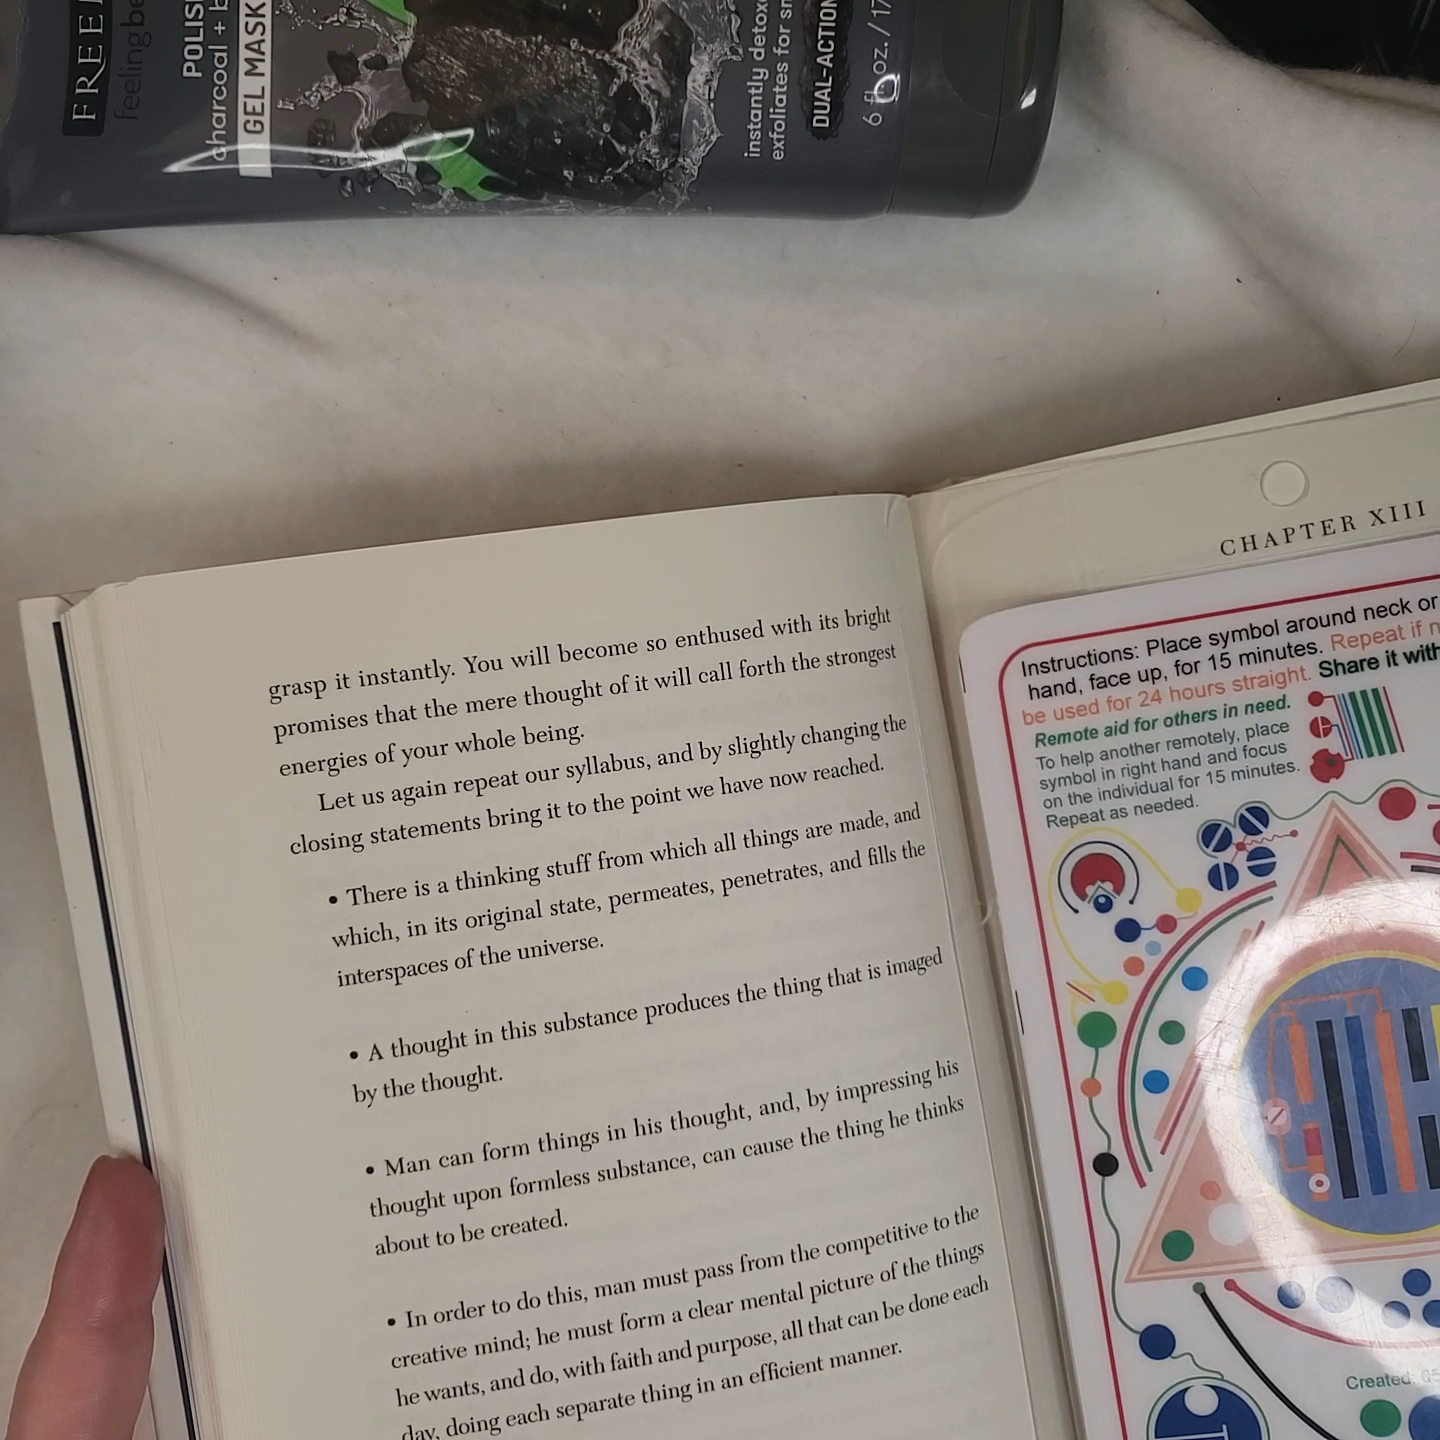 feeling
POLIS
charcoal + b
GEL MASK
instantly detox
exfoliates for
DUAL-ACTION
6 fl oz. / 17
grasp it instantly. You will become so enthused with its bright
promises that the mere thought of it will call forth the strongest
energies of your whole being.
Let us again repeat our syllabus, and by slightly changing the
closing statements bring it to the point we have now reached.
• There is a thinking stuff from which all things are made, and
which, in its original state, permeates, penetrates, and fills the
interspaces of the universe.
• A thought in this substance produces the thing that is imaged
by the thought.
• Man can form things in his thought, and, by impressing his
thought upon formless substance, can cause the thing he thinks
about to be created.
• In order to do this, man must pass from the competitive to the
creative mind; he must form a clear mental picture of the things
he wants, and do, with faith and purpose, all that can be done each
day, doing each separate thing in an efficient manner.
CHAPTER XIII
Instructions: Place symbol around neck or
hand, face up, for 15 minutes. Repeat if
be used for 24 hours straight. Share it with
Remote aid for others in need.
To help another remotely, place
symbol in right hand and focus
on the individual for 15 minutes.
Repeat as needed.
Created: